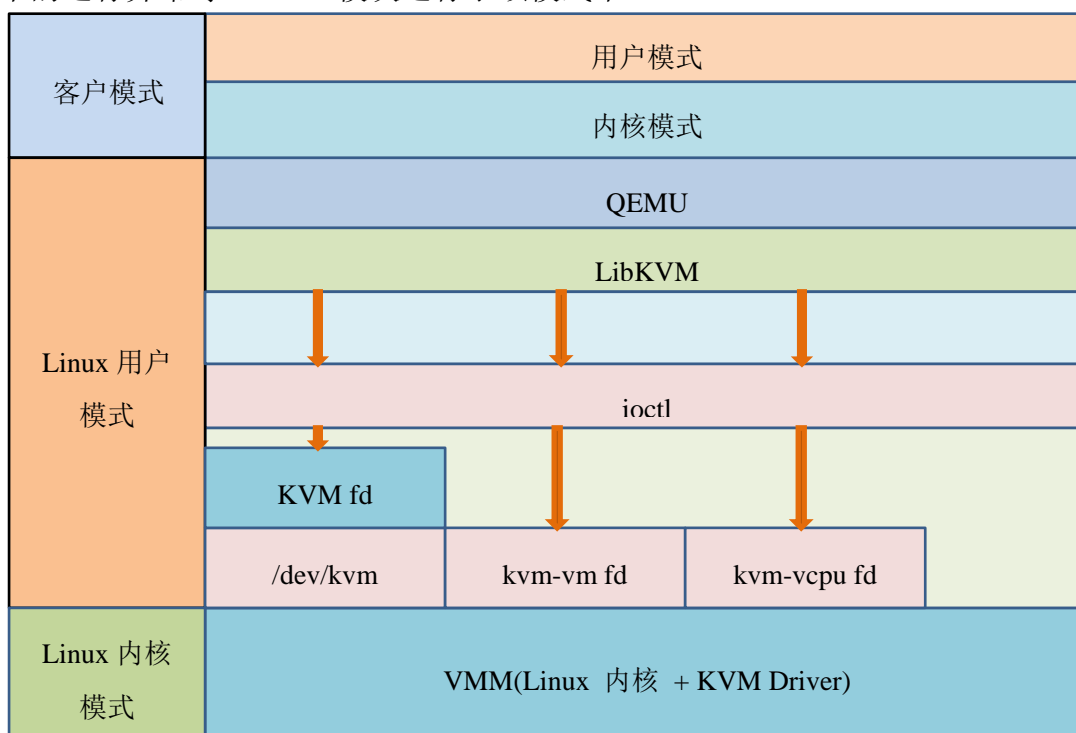 用户模式
客户模式
内核模式
QEMU
LibKVM
Linux 用户
模式
ioctl
KVM fd
/dev/kvm
kvm-vm fd
kvm-vcpu fd
Linux 内核
模式
VMM(Linux 内核 + KVM Driver)